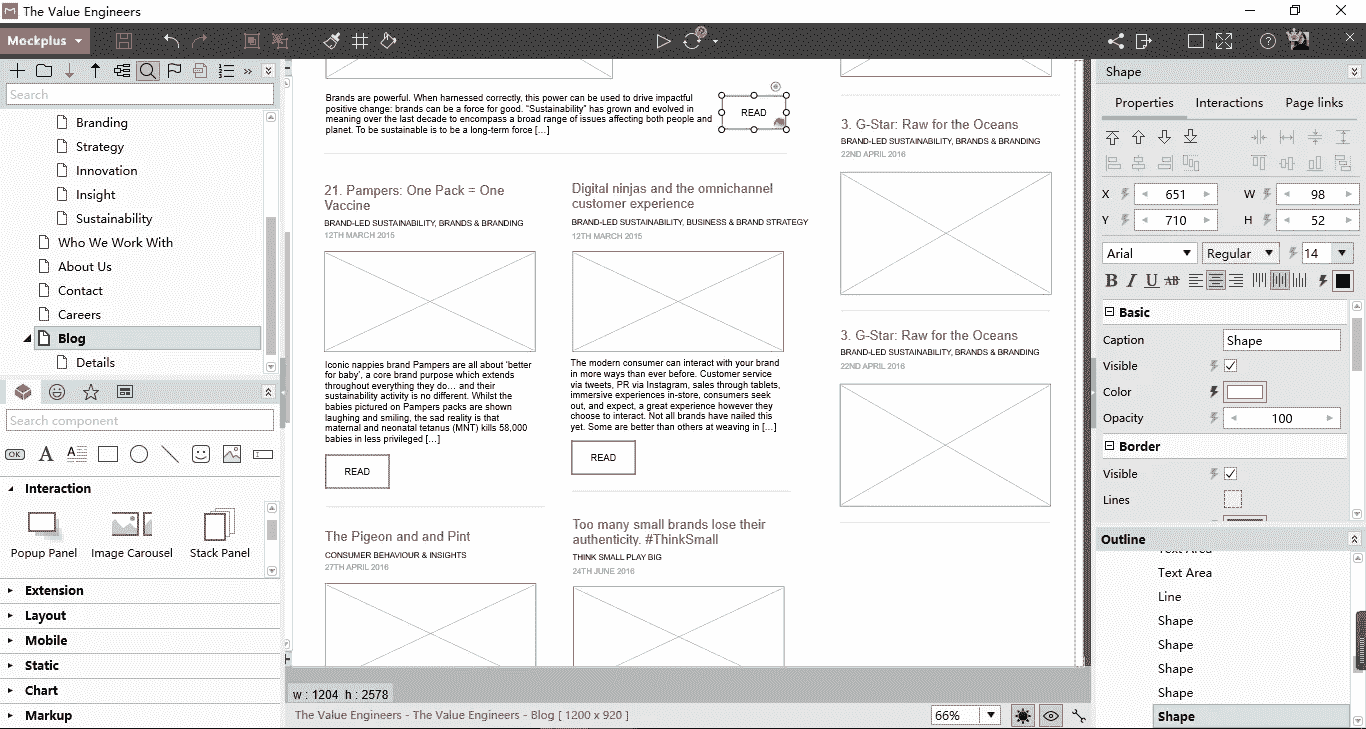 The Value Engineers
Mockplus
Search
Branding
Strategy
Innovation
Insight
Sustainability
Who We Work With
About Us
Contact
Careers
Blog
Details
Search component
OK
Interaction
Popup Panel
Image Carousel
Stack Panel
Extension
Layout
Mobile
Static
Chart
Markup
Brands are powerful. When harnessed correctly, this power can be used to drive impactful
positive change: brands can be a force for good. “Sustainability” has grown and evolved in
meaning over the last decade to encompass a broad range of issues affecting both people and
planet. To be sustainable is to be a long-term force [...]
READ
21. Pampers: One Pack = One
Vaccine
BRAND-LED SUSTAINABILITY, BRANDS & BRANDING
12TH MARCH 2015
Iconic nappies brand Pampers are all about ‘better
for baby’, a core brand purpose which extends
throughout everything they do… and their
sustainability activity is no different. Whilst the
babies pictured on Pampers packs are shown
laughing and smiling, the sad reality is that
maternal and neonatal tetanus (MNT) kills 58,000
babies in less privileged [...]
READ
The Pigeon and and Pint
CONSUMER BEHAVIOUR & INSIGHTS
27TH APRIL 2016
Digital ninjas and the omnichannel
customer experience
BRAND-LED SUSTAINABILITY, BUSINESS & BRAND STRATEGY
12TH MARCH 2015
The modern consumer can interact with your brand
in more ways than ever before. Customer service
via tweets, PR via Instagram, sales through tablets,
immersive experiences in-store, consumers seek
out, and expect, a great experience however they
choose to interact. Not all brands have nailed this
yet. Some are better than others at weaving in [...]
READ
Too many small brands lose their
authenticity. #ThinkSmall
THINK SMALL PLAY BIG
24TH JUNE 2016
3. G-Star: Raw for the Oceans
BRAND-LED SUSTAINABILITY, BRANDS & BRANDING
22ND APRIL 2016
3. G-Star: Raw for the Oceans
BRAND-LED SUSTAINABILITY, BRANDS & BRANDING
22ND APRIL 2016
w : 1204 h : 2578
The Value Engineers - The Value Engineers - Blog [ 1200 x 920 ]
66%
Shape
Properties
Interactions
Page links
X 651 W 98
Y 710 H 52
Arial Regular 14
B I U AB
Basic
Caption Shape
Visible
Color
Opacity 100
Border
Visible
Lines
Outline
Text Area
Text Area
Line
Shape
Shape
Shape
Shape
Shape